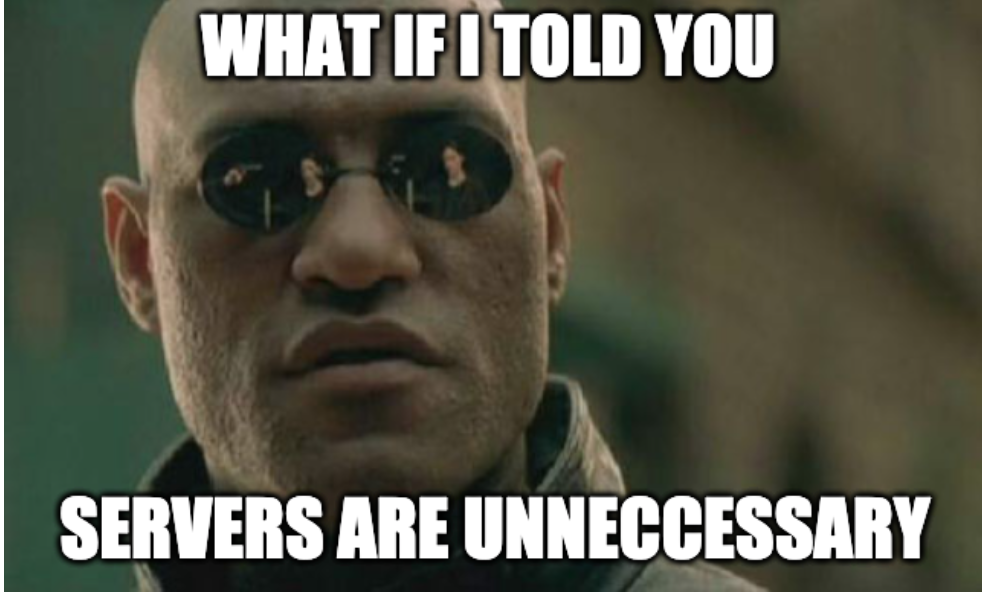 WHAT IF I TOLD YOU
SERVERS ARE UNNECCESSARY